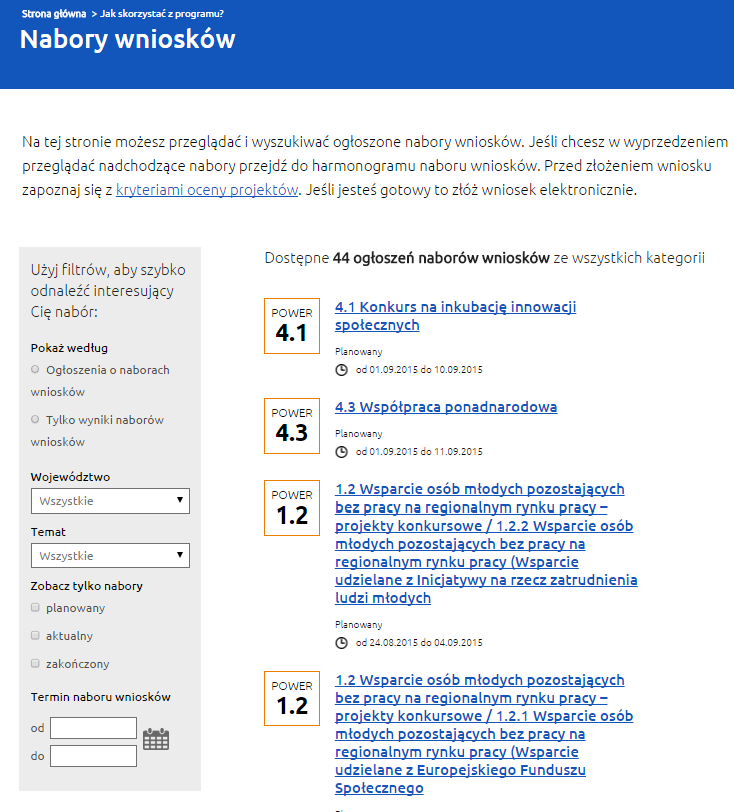 Strona główna > Jak skorzystać z programu?
Nabory wniosków
Na tej stronie możesz przeglądać i wyszukiwać ogłoszone nabory wniosków. Jeśli chcesz w wyprzedzeniem
przeglądać nadchodzące nabory przejdź do harmonogramu naboru wniosków. Przed złożeniem wniosku
zapoznaj się z kryteriami oceny projektów. Jeśli jesteś gotowy to złóż wniosek elektronicznie.
Użyj filtrów, aby szybko
odnaleźć interesujący
Cię nabór:
Pokaż według
Ogłoszenia o naborach
wniosków
Tylko wyniki naborów
wniosków
Województwo
Wszystkie
Temat
Wszystkie
Zobacz tylko nabory
planowany
aktualny
zakończony
Termin naboru wniosków
od
do
Dostępne 44 ogłoszeń naborów wniosków ze wszystkich kategorii
POWER
4.1
4.1 Konkurs na inkubację innowacji
społecznych
Planowany
od 01.09.2015 do 10.09.2015
POWER
4.3
4.3 Współpraca ponadnarodowa
Planowany
od 01.09.2015 do 11.09.2015
POWER
1.2
1.2 Wsparcie osób młodych pozostających
bez pracy na regionalnym rynku pracy –
projekty konkursowe / 1.2.2 Wsparcie osób
młodych pozostających bez pracy na
regionalnym rynku pracy (Wsparcie
udzielane z Inicjatywy na rzecz zatrudnienia
ludzi młodych
Planowany
od 24.08.2015 do 04.09.2015
POWER
1.2
1.2 Wsparcie osób młodych pozostających
bez pracy na regionalnym rynku pracy –
projekty konkursowe / 1.2.1 Wsparcie osób
młodych pozostających bez pracy na
regionalnym rynku pracy (Wsparcie
udzielane z Europejskiego Funduszu
Społecznego